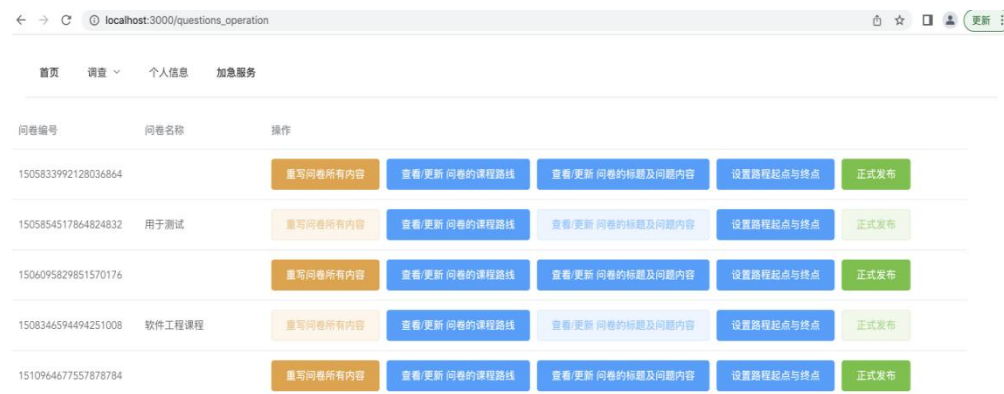 localhost:3000/questions_operation 更新
首页 调查 个人信息 加急服务
问卷编号 问卷名称 操作
1505833992128036864 重写问卷所有内容 查看/更新 问卷的课程路线 查看/更新 问卷的标题及问题内容 设置路程起点与终点 正式发布
1505854517864824832 用于测试 重写问卷所有内容 查看/更新 问卷的课程路线 查看/更新 问卷的标题及问题内容 设置路程起点与终点 正式发布
1506095829851570176 重写问卷所有内容 查看/更新 问卷的课程路线 查看/更新 问卷的标题及问题内容 设置路程起点与终点 正式发布
1508346594494251008 软件工程课程 重写问卷所有内容 查看/更新 问卷的课程路线 查看/更新 问卷的标题及问题内容 设置路程起点与终点 正式发布
1510964677557878784 重写问卷所有内容 查看/更新 问卷的课程路线 查看/更新 问卷的标题及问题内容 设置路程起点与终点 正式发布